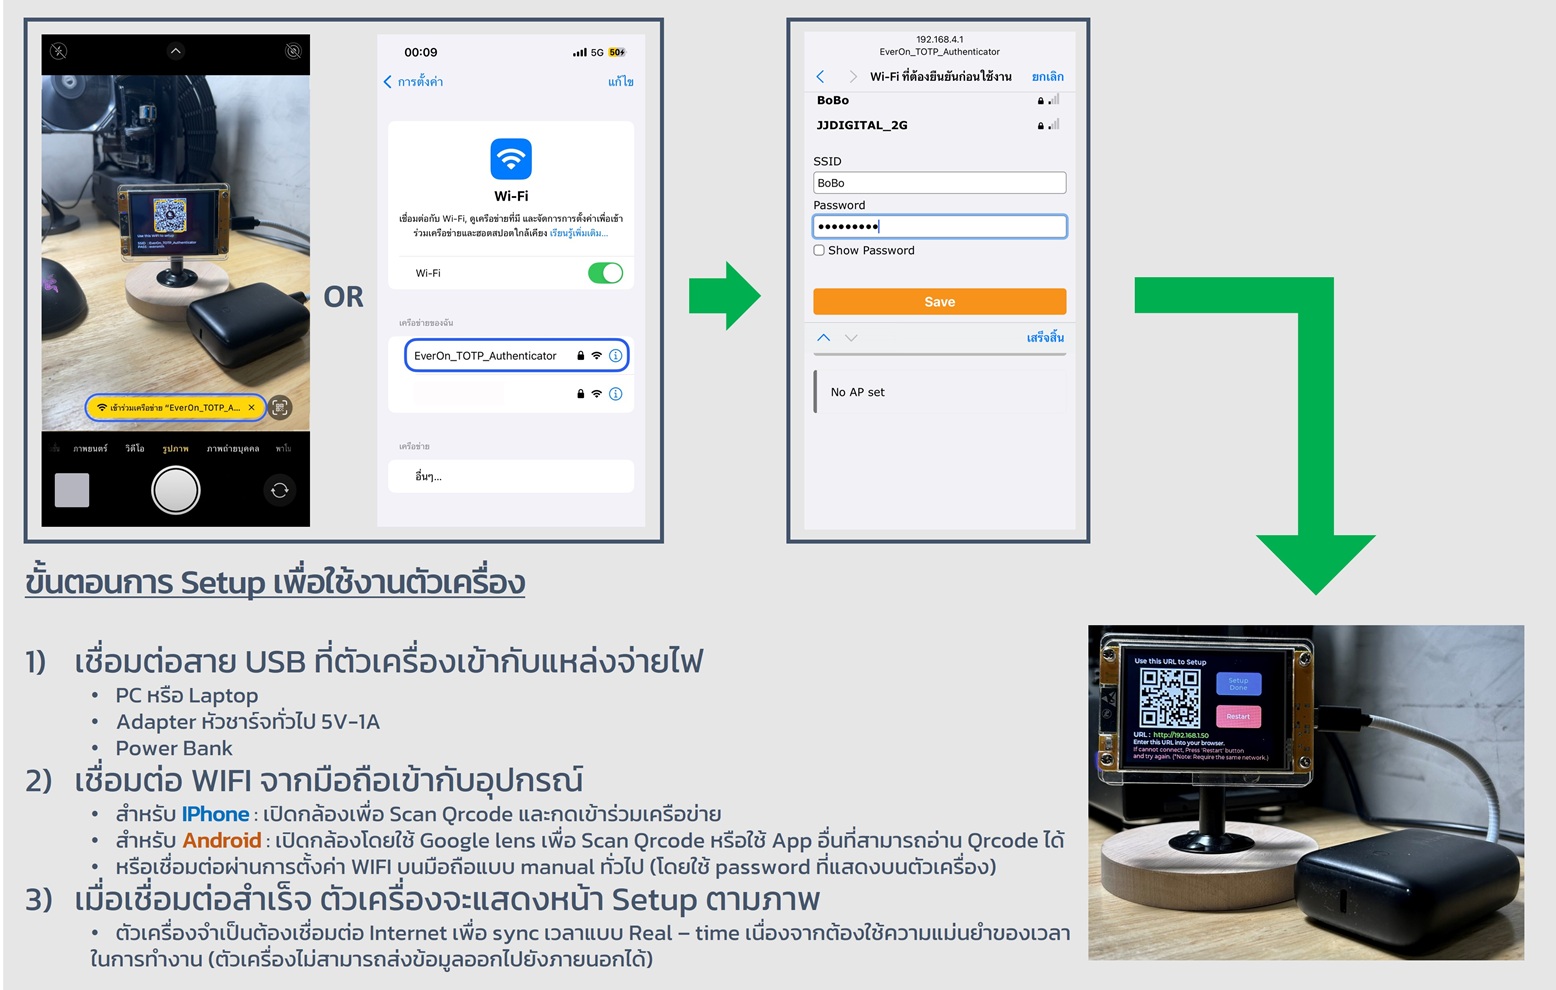 เข้าร่วมเครือข่าย "EverOn_TOTP_A... ×
ภาพยนตร์ วิดีโอ รูปภาพ ภาพถ่ายบุคคล
OR
00:09 5G 50
การตั้งค่า แก้ไข
Wi-Fi
เชื่อมต่อกับ Wi-Fi, ดูเครือข่ายที่มี และจัดการการตั้งค่าเพื่อเข้า
ร่วมเครือข่ายและฮอตสปอตใกล้เคียง เรียนรู้เพิ่มเติม...
Wi-Fi
เครือข่ายของฉัน
EverOn_TOTP_Authenticator
เครือข่าย
อื่นๆ...
192.168.4.1
EverOn_TOTP_Authenticator
Wi-Fi ที่ต้องยืนยันก่อนใช้งาน ยกเลิก
BoBo
JJDIGITAL_2G
SSID
BoBo
Password
•••••••••
Show Password
Save
เสร็จสิ้น
No AP set
ขั้นตอนการ Setup เพื่อใช้งานตัวเครื่อง
1) เชื่อมต่อสาย USB ที่ตัวเครื่องเข้ากับแหล่งจ่ายไฟ
• PC หรือ Laptop
• Adapter หัวชาร์จทั่วไป 5V-1A
• Power Bank
2) เชื่อมต่อ WIFI จากมือถือเข้ากับอุปกรณ์
• สำหรับ IPhone : เปิดกล้องเพื่อ Scan Qrcode และกดเข้าร่วมเครือข่าย
• สำหรับ Android : เปิดกล้องโดยใช้ Google lens เพื่อ Scan Qrcode หรือใช้ App อื่นที่สามารถอ่าน Qrcode ได้
• หรือเชื่อมต่อผ่านการตั้งค่า WIFI บนมือถือแบบ manual ทั่วไป (โดยใช้ password ที่แสดงบนตัวเครื่อง)
3) เมื่อเชื่อมต่อสำเร็จ ตัวเครื่องจะแสดงหน้า Setup ตามภาพ
• ตัวเครื่องจำเป็นต้องเชื่อมต่อ Internet เพื่อ sync เวลาแบบ Real – time เนื่องจากต้องใช้ความแม่นยำของเวลา
ในการทำงาน (ตัวเครื่องไม่สามารถส่งข้อมูลออกไปยังภายนอกได้)
Use this URL to Setup
Setup
Done
Restart
URL : http://192.168.1.50
Enter this URL into your browser.
If cannot connect, Press 'Restart' button
and try again. (*Note: Require the same network.)